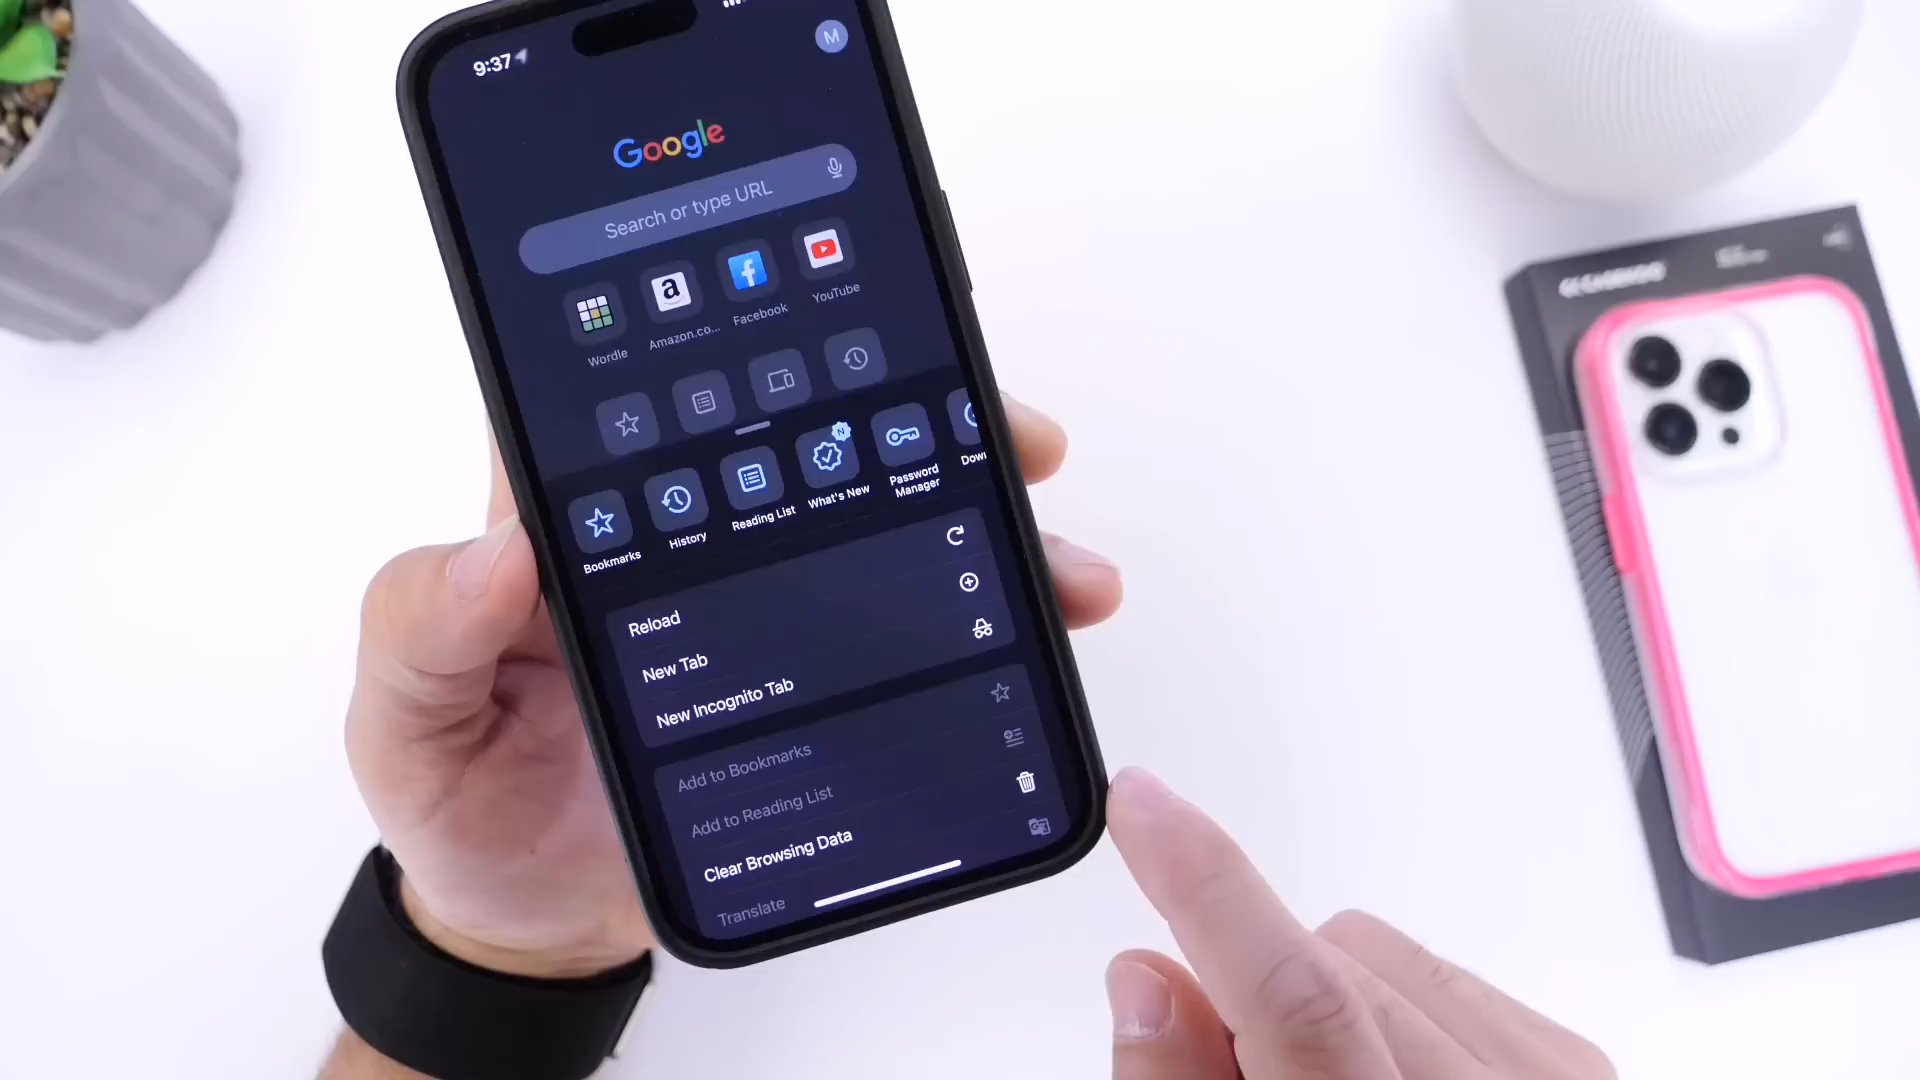 9:37
M
Google
Search or type URL
Wordle
Amazon.co...
Facebook
YouTube
N
Bookmarks
History
Reading List
What's New
Password
Manager
Reload
New Tab
New Incognito Tab
Add to Bookmarks
Add to Reading List
Clear Browsing Data
Translate